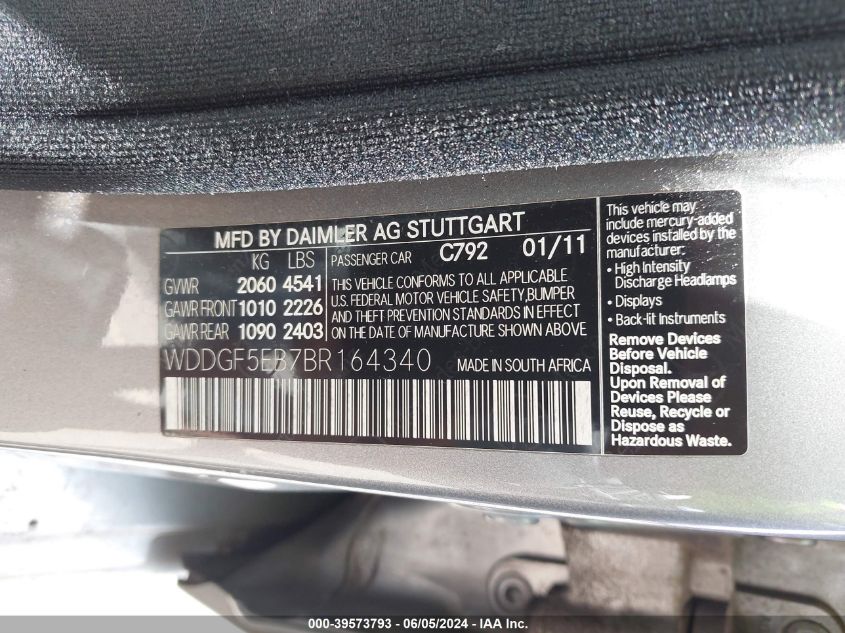 MFD BY DAIMLER AG STUTTGART
KG LBS PASSENGER CAR C792 01/11
GVWR 2060 4541
GAWR FRONT 1010 2226
GAWR REAR 1090 2403
THIS VEHICLE CONFORMS TO ALL APPLICABLE
U.S. FEDERAL MOTOR VEHICLE SAFETY,BUMPER
AND THEFT PREVENTION STANDARDS IN EFFECT
ON THE DATE OF MANUFACTURE SHOWN ABOVE
WDDGF5EB7BR164340 MADE IN SOUTH AFRICA
This vehicle may
include mercury-added
devices installed by the
manufacturer:
• High Intensity
Discharge Headlamps
• Displays
• Back-lit Instruments
Remove Devices
Before Vehicle
Disposal.
Upon Removal of
Devices Please
Reuse, Recycle or
Dispose as
Hazardous Waste.
000-39573793 - 06/05/2024 - IAA Inc.